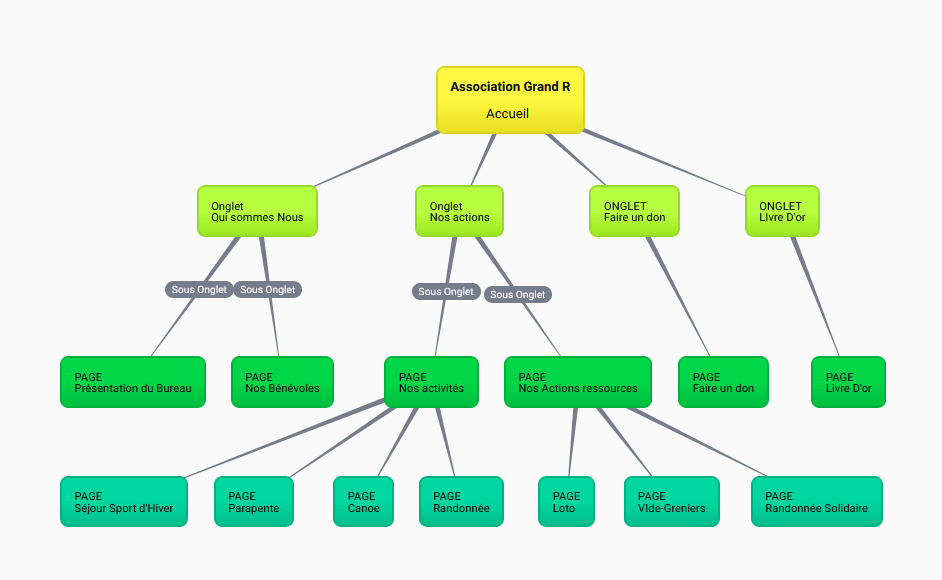 Association Grand R
Accueil
Onglet
Qui sommes Nous
Onglet
Nos actions
ONGLET
Faire un don
ONGLET
LIvre D'or
Sous Onglet
Sous Onglet
Sous Onglet
Sous Onglet
PAGE
Présentation du Bureau
PAGE
Nos Bénévoles
PAGE
Nos activités
PAGE
Nos Actions ressources
PAGE
Faire un don
PAGE
Livre D'or
PAGE
Séjour Sport d'Hiver
PAGE
Parapente
PAGE
Canoe
PAGE
Randonnée
PAGE
Loto
PAGE
VIde-Greniers
PAGE
Randonnée Solidaire